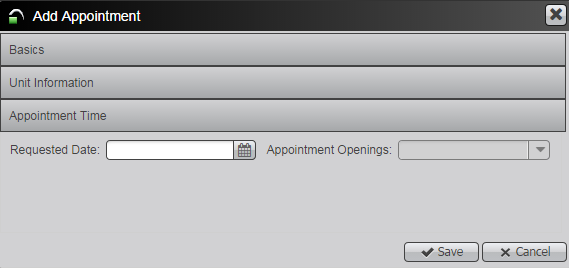 Add Appointment
Basics
Unit Information
Appointment Time
Requested Date: Appointment Openings:
Save Cancel